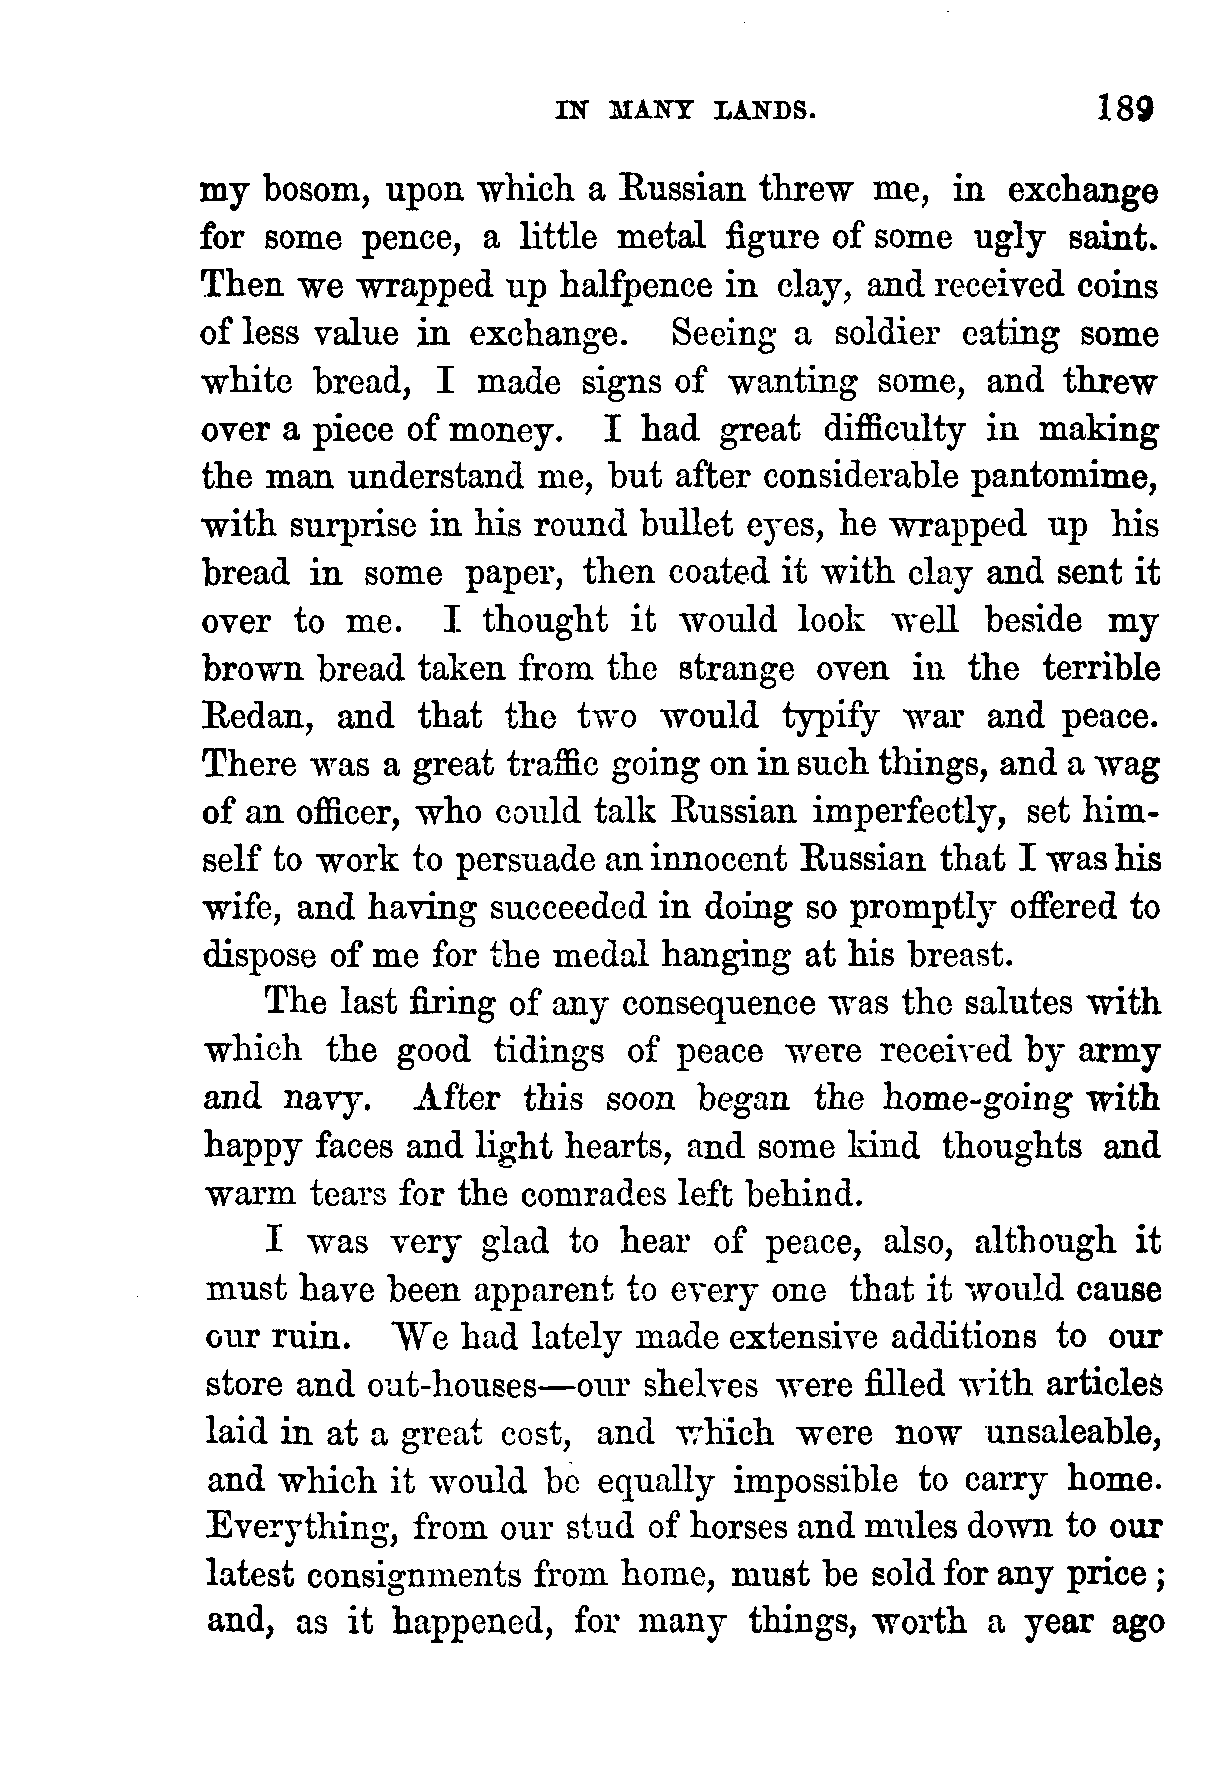 IN MANY LANDS. 189
my bosom, upon which a Russian threw me, in exchange
for some pence, a little metal figure of some ugly saint.
Then we wrapped up halfpence in clay, and received coins
of less value in exchange. Seeing a soldier eating some
white bread, I made signs of wanting some, and threw
over a piece of money. I had great difficulty in making
the man understand me, but after considerable pantomime,
with surprise in his round bullet eyes, he wrapped up his
bread in some paper, then coated it with clay and sent it
over to me. I thought it would look well beside my
brown bread taken from the strange oven in the terrible
Redan, and that the two would typify war and peace.
There was a great traffic going on in such things, and a wag
of an officer, who could talk Russian imperfectly, set him-
self to work to persuade an innocent Russian that I was his
wife, and having succeeded in doing so promptly offered to
dispose of me for the medal hanging at his breast.
The last firing of any consequence was the salutes with
which the good tidings of peace were received by army
and navy. After this soon began the home-going with
happy faces and light hearts, and some kind thoughts and
warm tears for the comrades left behind.
I was very glad to hear of peace, also, although it
must have been apparent to every one that it would cause
our ruin. We had lately made extensive additions to our
store and out-houses—our shelves were filled with articles
laid in at a great cost, and which were now unsaleable,
and which it would be equally impossible to carry home.
Everything, from our stud of horses and mules down to our
latest consignments from home, must be sold for any price;
and, as it happened, for many things, worth a year ago